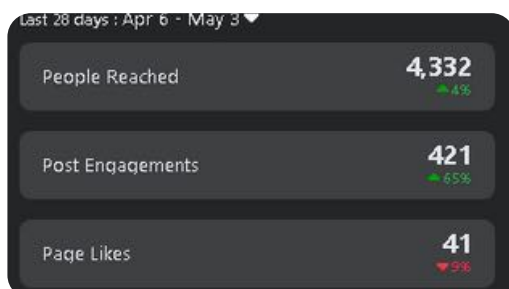 Last 28 days : Apr 6 - May 3
People Reached
4,332
4%
Post Engagements
421
65%
Page Likes
41
9%